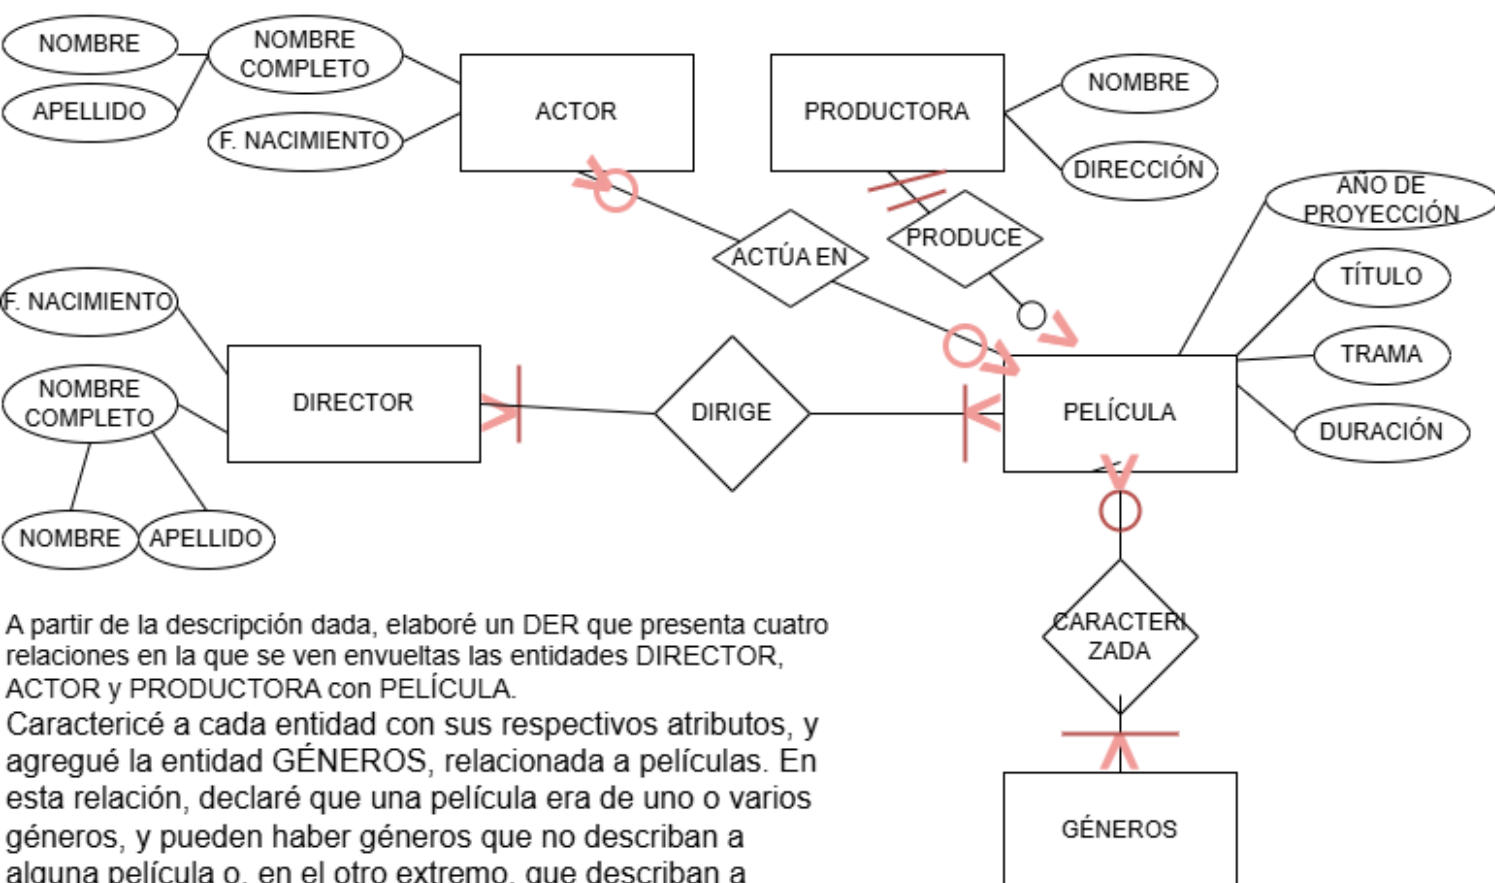 NOMBRE
APELLIDO
NOMBRE
COMPLETO
F. NACIMIENTO
ACTOR
PRODUCTORA
NOMBRE
DIRECCIÓN
AÑO DE
PROYECCIÓN
TÍTULO
TRAMA
DURACIÓN
ACTÚA EN
PRODUCE
F. NACIMIENTO
NOMBRE
COMPLETO
NOMBRE
APELLIDO
DIRECTOR
DIRIGE
PELÍCULA
CARACTERI
ZADA
GÉNEROS
A partir de la descripción dada, elaboré un DER que presenta cuatro
relaciones en la que se ven envueltas las entidades DIRECTOR,
ACTOR y PRODUCTORA con PELÍCULA.
Caractericé a cada entidad con sus respectivos atributos, y
agregué la entidad GÉNEROS, relacionada a películas. En
esta relación, declaré que una película era de uno o varios
géneros, y pueden haber géneros que no describan a
alguna película o, en el otro extremo, que describan a